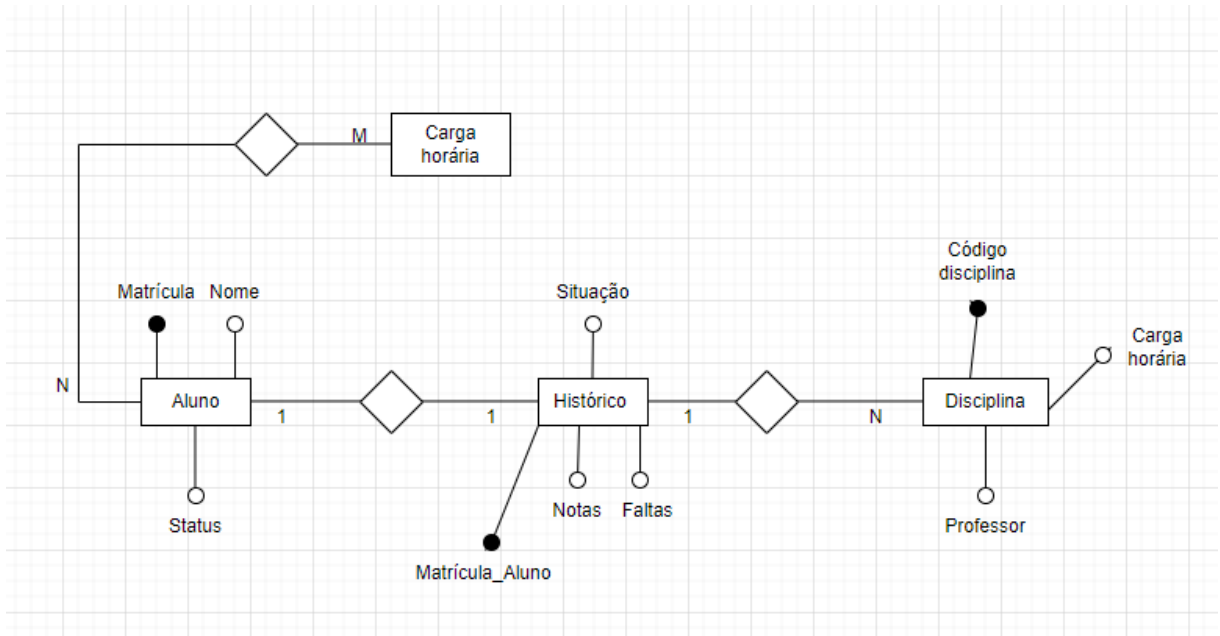 M
Carga
horária
Código
disciplina
Matrícula Nome
Situação
Carga
horária
N
Aluno
1
1
Histórico
1
N
Disciplina
Notas Faltas
Status
Professor
Matrícula_Aluno